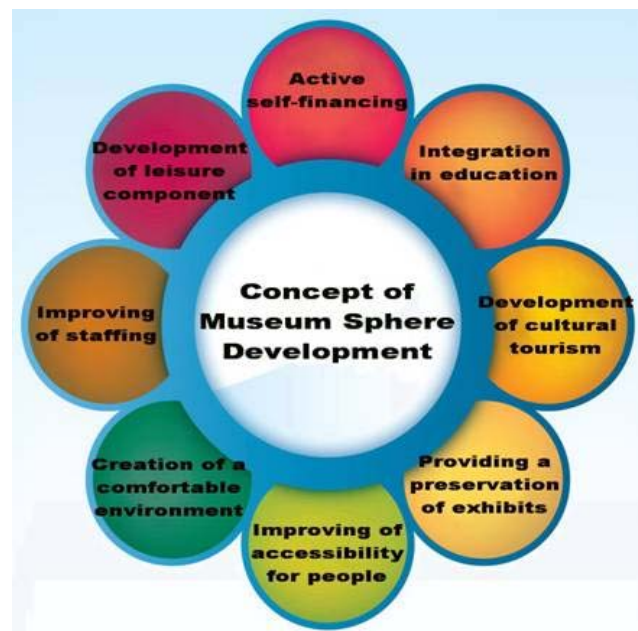 Active
self-financing
Integration
in education
Development
of cultural
tourism
Providing a
preservation
of exhibits
Improving of
accessibility
for people
Creation of a
comfortable
environment
Improving
of staffing
Development
of leisure
component
Concept of
Museum Sphere
Development